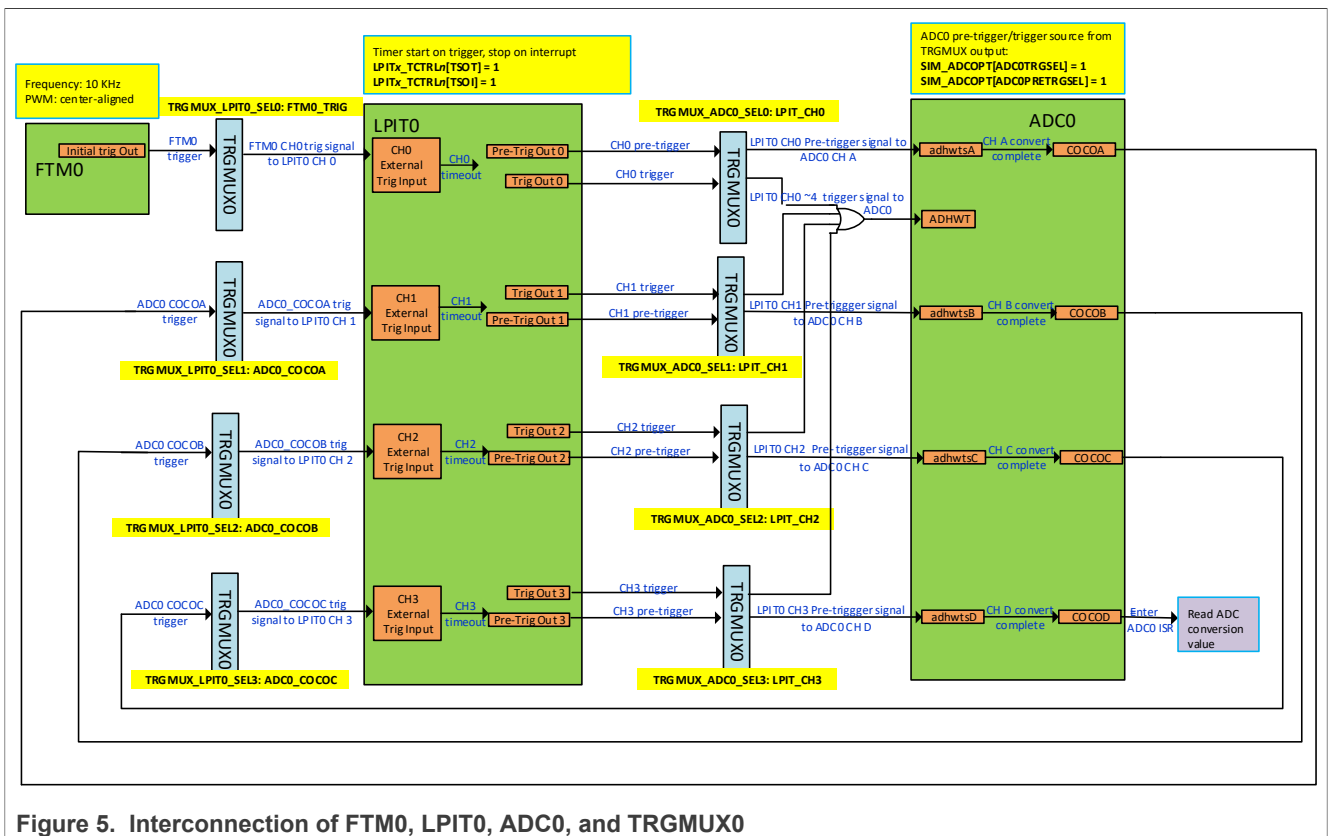 Frequency: 10 KHz
PWM: center-aligned
Timer start on trigger, stop on interrupt
LPITx_TCTRLn[TSOT] = 1
LPITx_TCTRLn[TSOI] = 1
ADC0 pre-trigger/trigger source from
TRGMUX output:
SIM_ADCOPT[ADC0TRGSEL] = 1
SIM_ADCOPT[ADC0PRETRGSEL] = 1
TRGMUX_LPIT0_SEL0: FTM0_TRIG
TRGMUX_ADC0_SEL0: LPIT_CH0
FTM0
Initial trig Out
FTM0
trigger
TRGMUX0
FTM0 CH0 trig signal
to LPIT0 CH 0
LPIT0
CH0
External
Trig Input
CH0
timeout
Pre-Trig Out 0
Trig Out 0
CH0 pre-trigger
CH0 trigger
TRGMUX0
LPIT0 CH0 Pre-trigger signal to
ADC0 CH A
LPIT0 CH0 ~4 trigger signal to
ADC0
ADC0
adhwtsA
CH A convert
complete
COCOA
ADHWT
ADC0 COCOA
trigger
TRGMUX0
ADC0_COCOA trig
signal to LPIT0 CH 1
CH1
External
Trig Input
CH1
timeout
Trig Out 1
Pre-Trig Out 1
CH1 trigger
CH1 pre-trigger
TRGMUX0
LPIT0 CH1 Pre-triggger signal
to ADC0 CH B
adhwtsB
CH B convert
complete
COCOB
TRGMUX_LPIT0_SEL1: ADC0_COCOA
TRGMUX_ADC0_SEL1: LPIT_CH1
ADC0 COCOB
trigger
TRGMUX0
ADC0_COCOB trig
signal to LPIT0 CH 2
CH2
External
Trig Input
CH2
timeout
Trig Out 2
Pre-Trig Out 2
CH2 trigger
CH2 pre-trigger
TRGMUX0
LPIT0 CH2 Pre-triggger signal
to ADC0 CH C
adhwtsC
CH C convert
complete
COCOC
TRGMUX_LPIT0_SEL2: ADC0_COCOB
TRGMUX_ADC0_SEL2: LPIT_CH2
ADC0 COCOC
trigger
TRGMUX0
ADC0_COCOC trig
signal to LPIT0 CH 3
CH3
External
Trig Input
CH3
timeout
Trig Out 3
Pre-Trig Out 3
CH3 trigger
CH3 pre-trigger
TRGMUX0
LPIT0 CH3 Pre-triggger signal
to ADC0 CH D
adhwtsD
CH D convert
complete
COCOD
Enter
ADC0 ISR
Read ADC
conversion
value
TRGMUX_LPIT0_SEL3: ADC0_COCOC
TRGMUX_ADC0_SEL3: LPIT_CH3
Figure 5. Interconnection of FTM0, LPIT0, ADC0, and TRGMUX0